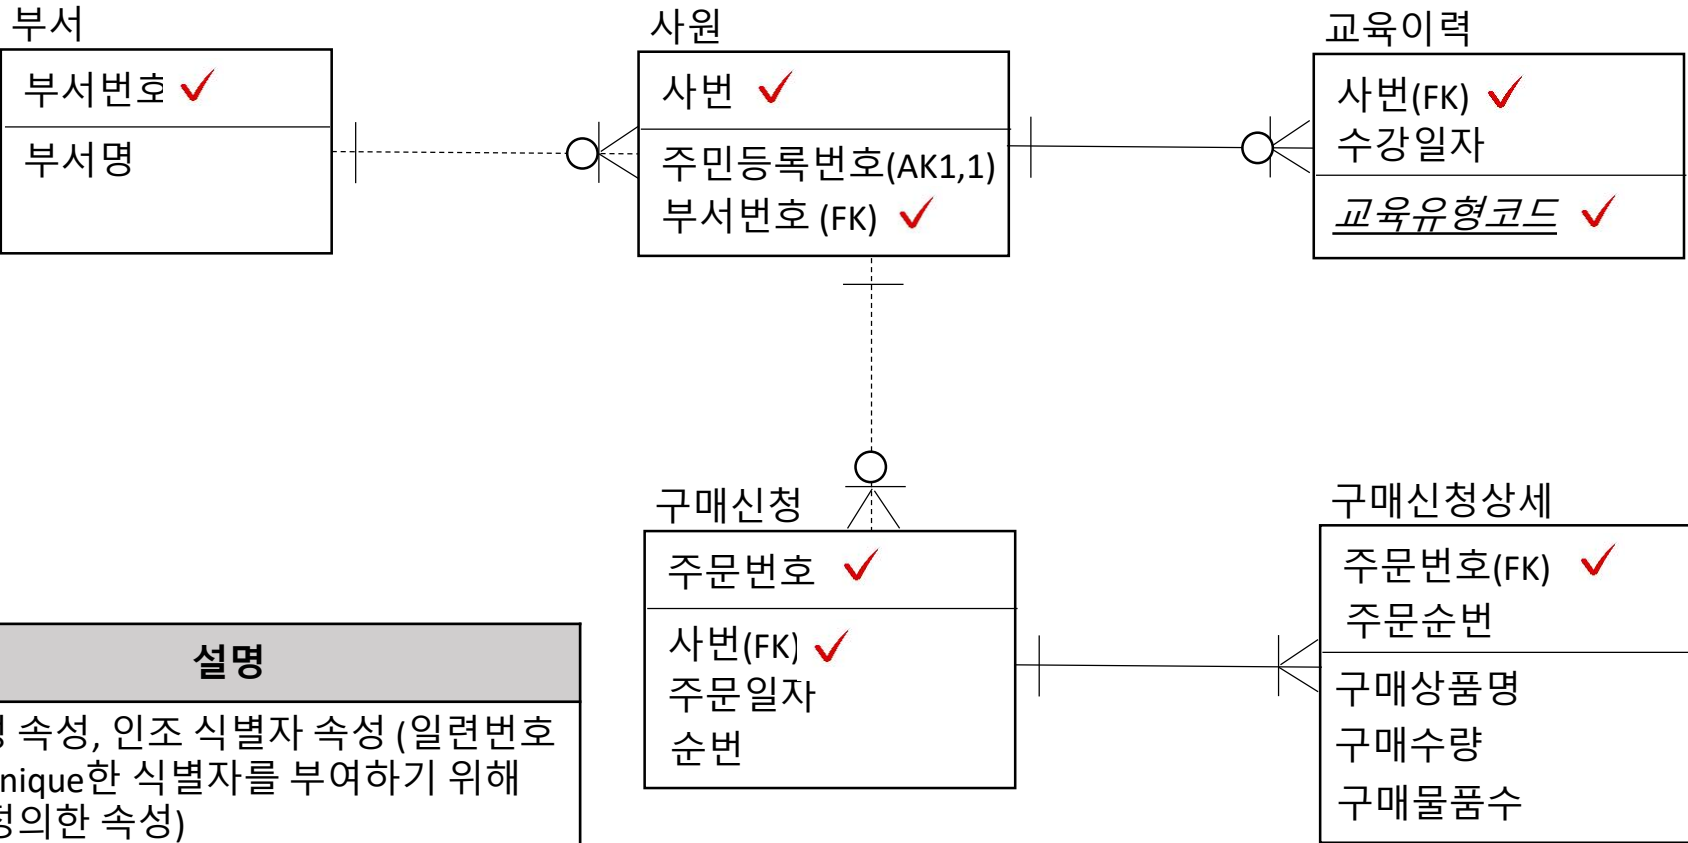 부서
부서번호
부서명
사원
사번
주민등록번호(AK1,1)
부서번호 (FK)
교육이력
사번(FK)
수강일자
교육유형코드
구매신청
주문번호
사번(FK)
주문일자
순번
구매신청상세
주문번호(FK)
주문순번
구매상품명
구매수량
구매물품수
설명
속성, 인조 식별자 속성 (일련번호
nique한 식별자를 부여하기 위해
정의한 속성)